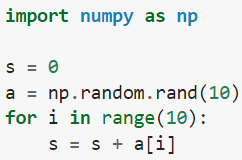 import numpy as np

s = 0
a = np.random.rand(10)
for i in range(10):
    s = s + a[i]